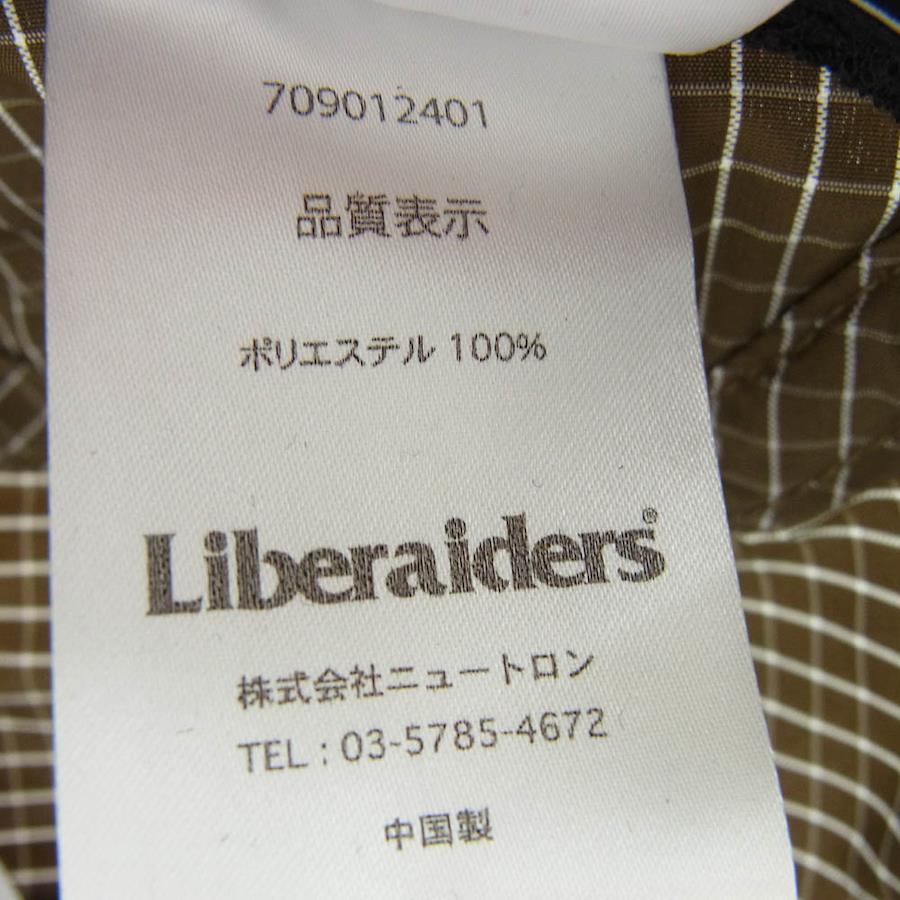 709012401
品質表示
ポリエステル 100%
Liberaiders®
株式会社ニュートロン
TEL : 03-5785-4672
中国製